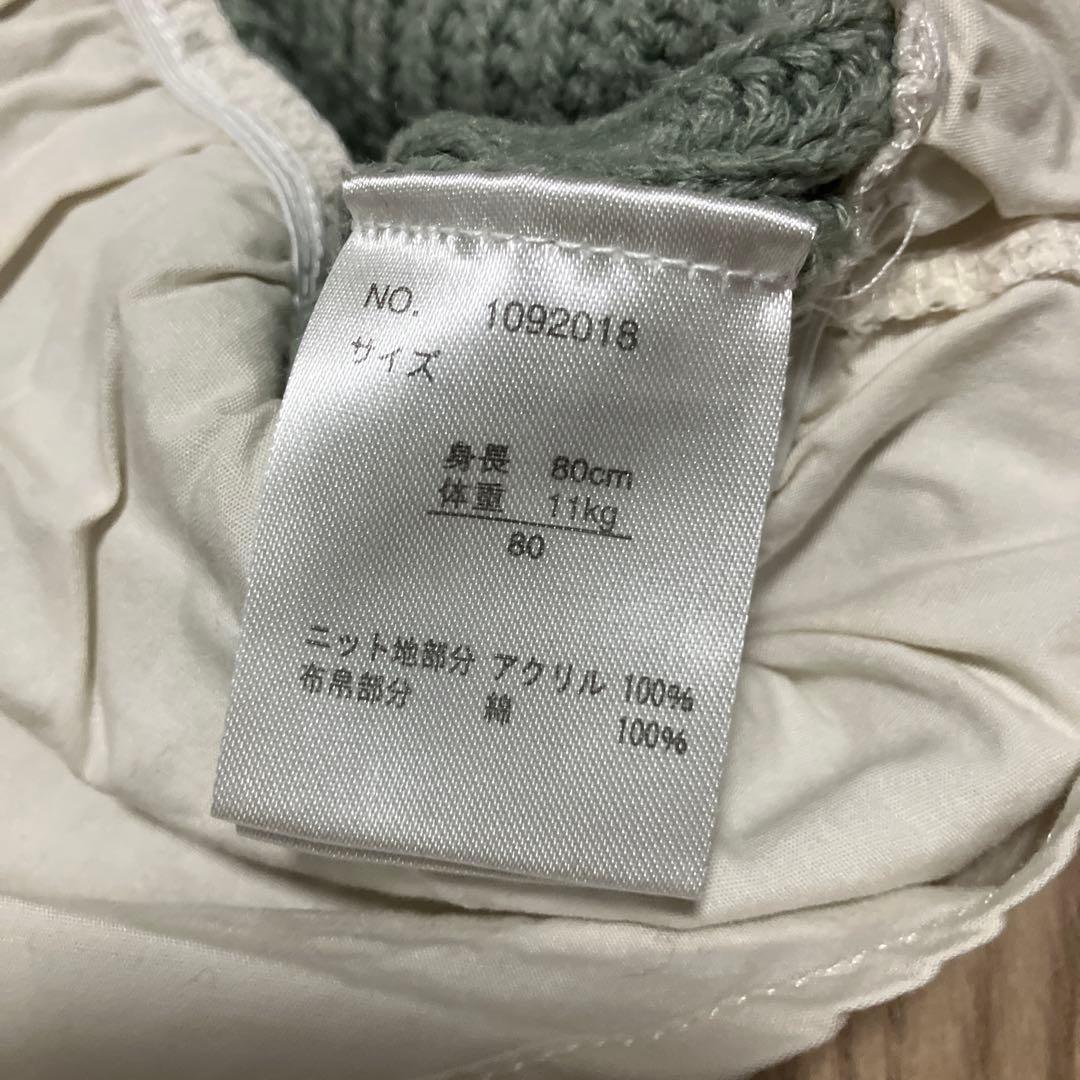 NO. 1092018
サイズ
身長 80cm
体重 11kg
80
ニット地部分 アクリル 100%
布帛部分 綿 100%